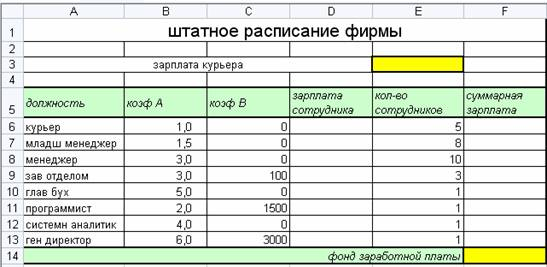 A B C D E F
1 штатное расписание фирмы
2
3 зарплата курьера
4
5 должность коэф А коэф В зарплата сотрудника кол-во сотрудников суммарная зарплата
6 курьер 1,0 0 5
7 младш менеджер 1,5 0 8
8 менеджер 3,0 0 10
9 зав отделом 3,0 100 3
10 глав бух 5,0 0 1
11 программист 2,0 1500 1
12 системн аналитик 4,0 0 1
13 ген директор 6,0 3000 1
14 фонд заработной платы